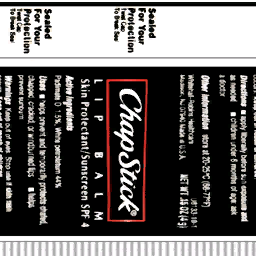 Sealed
For Your
Protection
Twist Cap
To Break Seal
Sealed
For Your
Protection
Twist Cap
To Break Seal
ChapStick®
LIP BALM
Skin Protectant/Sunscreen SPF 4
Active Ingredients
Padimate O 1.5%, White petrolatum 44%
Uses ■ helps prevent and temporarily protects chafed,
chapped, cracked, or windburned lips ■ helps
prevent sunburn
Warnings Keep out of eyes. Stop use if skin rash
Directions ■ apply liberally before sun exposure and
as needed ■ children under 6 months of age: ask
a doctor
Other information store at 20-25°C (68-77°F)
Whitehall-Robins Healthcare
Madison, NJ 07940 Made in U.S.A.
NET WT .15 OZ (4 g)